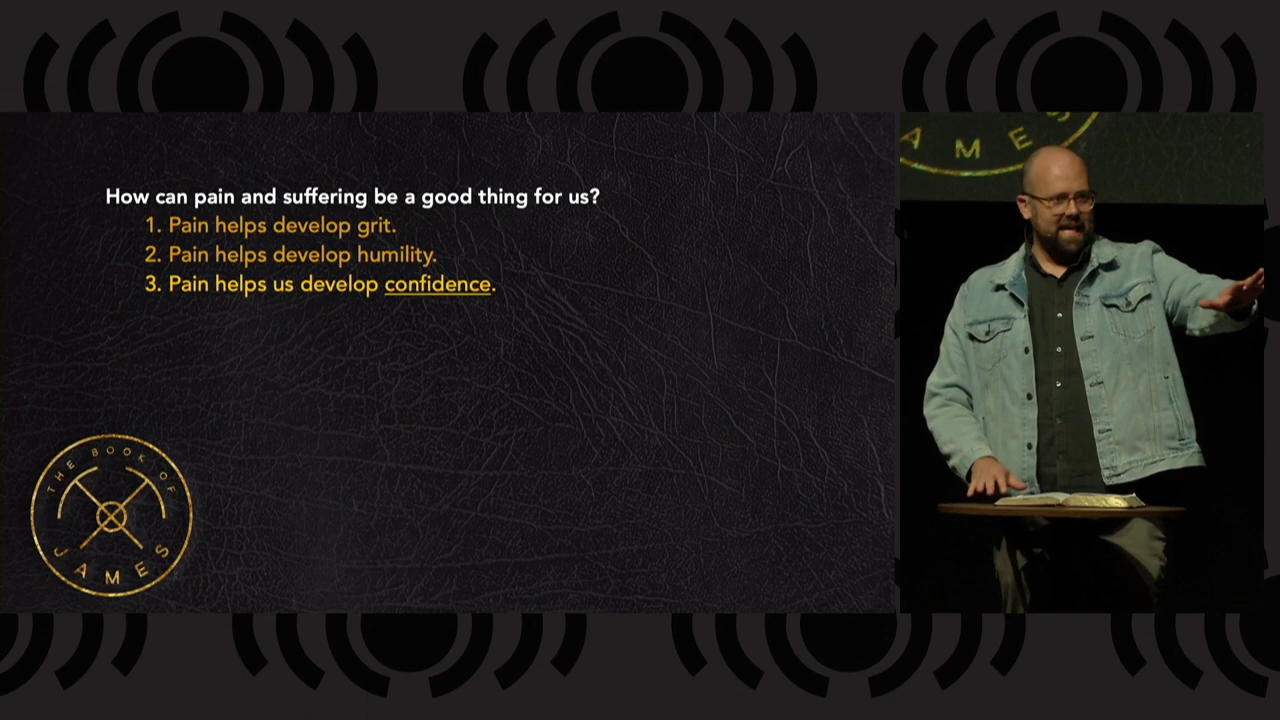 How can pain and suffering be a good thing for us?
1. Pain helps develop grit.
2. Pain helps develop humility.
3. Pain helps us develop confidence.
THE BOOK OF
JAMES
AMES